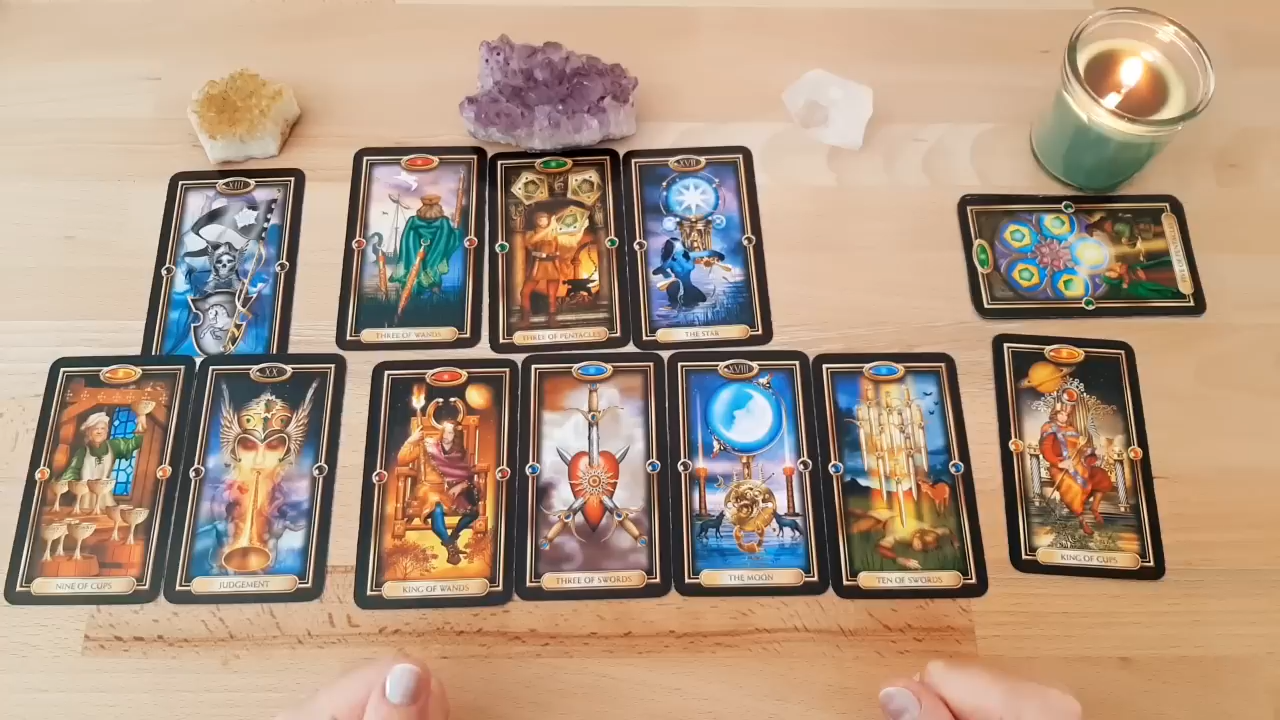 XIII
THREE OF WANDS
THREE OF PENTACLES
XVII
THE STAR
NINE OF CUPS
XX
JUDGEMENT
KING OF WANDS
THREE OF SWORDS
XVIII
THE MOON
TEN OF SWORDS
KING OF CUPS